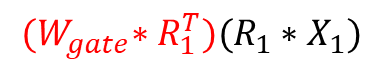 (W_gate * R_1^T)(R_1 * X_1)